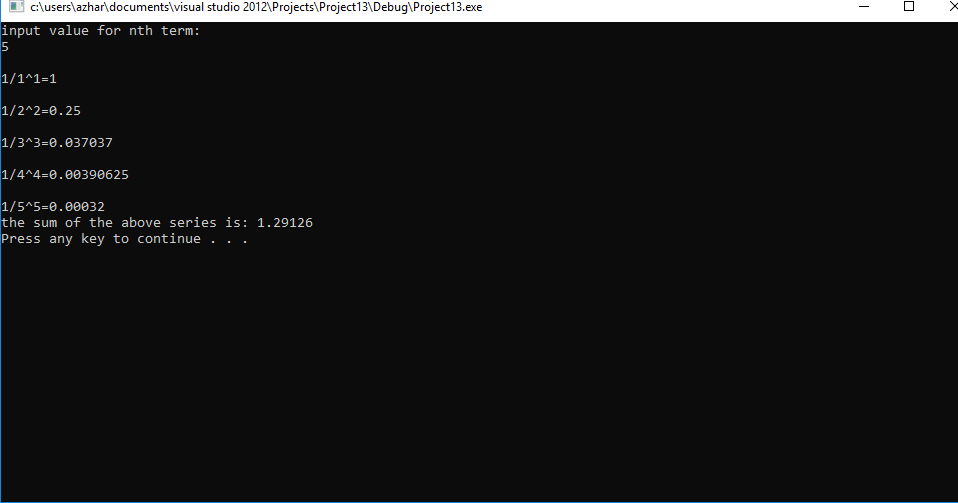 c:\users\azhar\documents\visual studio 2012\Projects\Project13\Debug\Project13.exe
input value for nth term:
5
1/1^1=1
1/2^2=0.25
1/3^3=0.037037
1/4^4=0.00390625
1/5^5=0.00032
the sum of the above series is: 1.29126
Press any key to continue . . .